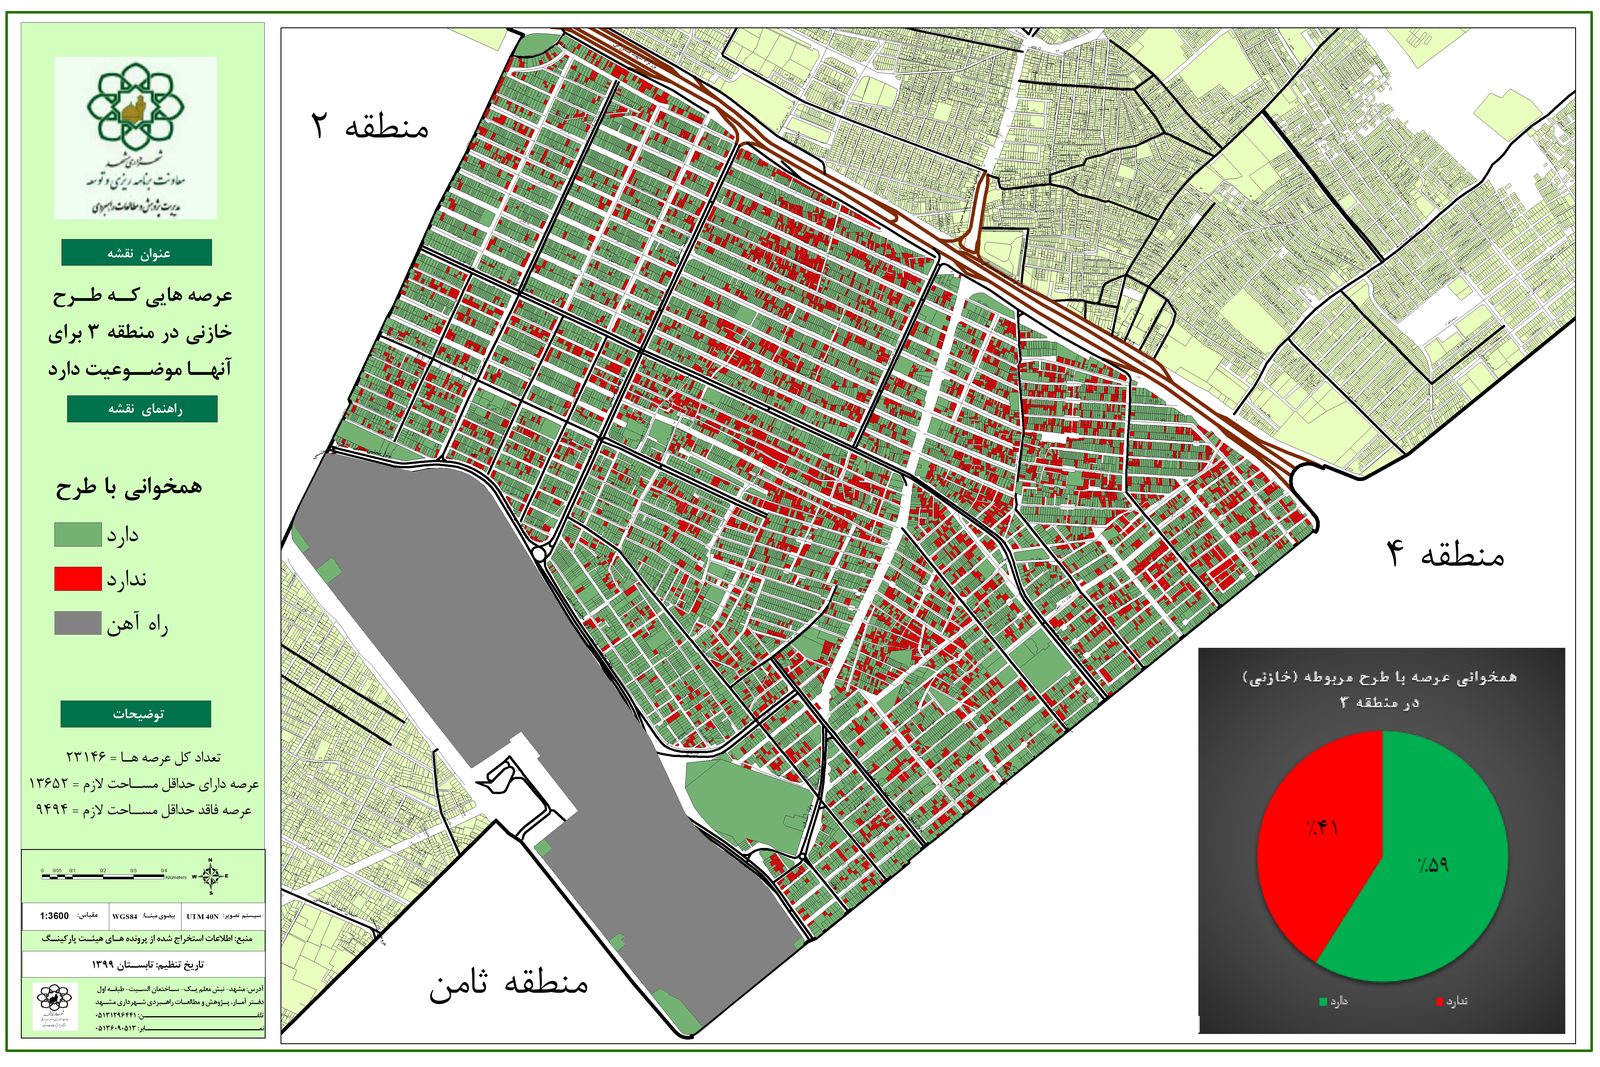 شهرداری مشهد
معاونت برنامه ریزی و توسعه
مدیریت پژوهش و مطالعات راهبردی
عنوان نقشه
عرصه هایی که طرح
خازنی در منطقه ۳ برای
آنها موضوعیت دارد
راهنمای نقشه
همخوانی با طرح
دارد
ندارد
راه آهن
توضیحات
تعداد کل عرصه ها = ۲۳۱۴۶
عرصه دارای حداقل مساحت لازم = ۱۳۶۵۲
عرصه فاقد حداقل مساحت لازم = ۹۴۹۴
0 0/05 0/1 0/2 0/3 0/4
Kilometers
N
W E
S
سیستم تصویر: UTM 40N
بیضوی مبنا: WGS84
مقیاس: 1:3600
منبع: اطلاعات استخراج شده از پرونده های هیئت پارکینگ
تاریخ تنظیم: تابستان ۱۳۹۹
آدرس: مشهد - نبش معلم یک - ساختمان السیت - طبقه اول
دفتر آمار، پژوهش و مطالعات راهبردی شهرداری مشهد
تلفن: ۰۵۱۳۱۲۹۶۴۴۱
نمابر: ۰۵۱۳۶۰۹۰۵۱۳
منطقه ۲
منطقه ۴
منطقه ثامن
همخوانی عرصه با طرح مربوطه (خازنی)
در منطقه ۳
٪۴۱
٪۵۹
دارد
ندارد